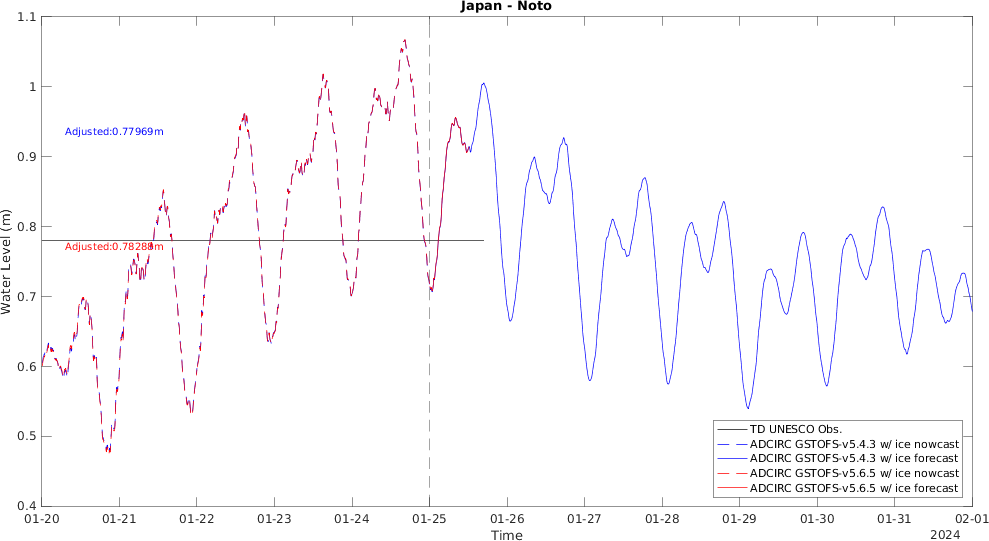 Japan - Noto
1.1
1
0.9
0.8
0.7
0.6
0.5
0.4
Water Level (m)
Adjusted:0.77969m
Adjusted:0.78288m
TD UNESCO Obs.
ADCIRC GSTOFS-v5.4.3 w/ ice nowcast
ADCIRC GSTOFS-v5.4.3 w/ ice forecast
ADCIRC GSTOFS-v5.6.5 w/ ice nowcast
ADCIRC GSTOFS-v5.6.5 w/ ice forecast
01-20 01-21 01-22 01-23 01-24 01-25 01-26 01-27 01-28 01-29 01-30 01-31 02-01
Time
2024